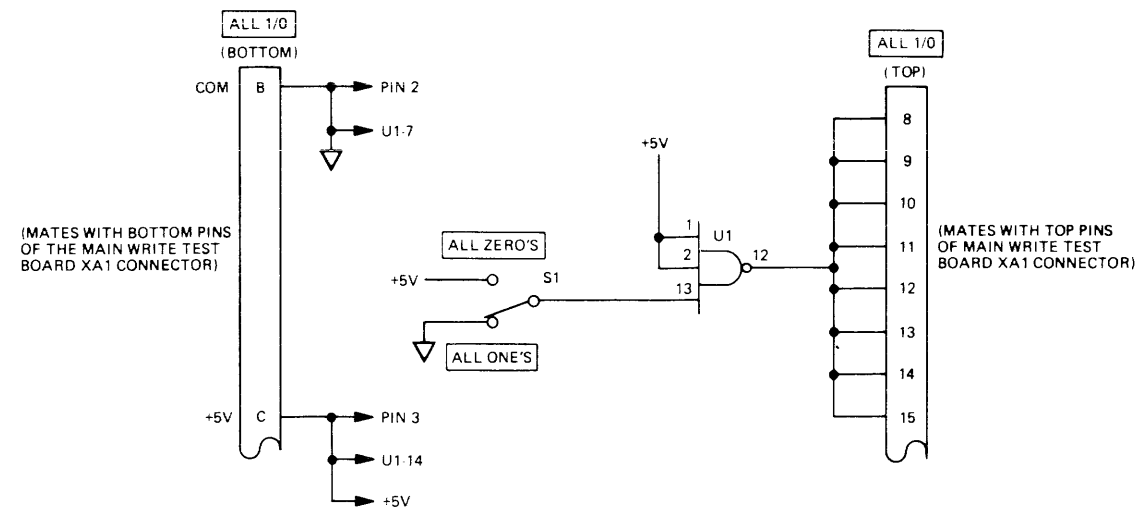 ALL 1/0
(BOTTOM)
COM
B
PIN 2
U1-7
(MATES WITH BOTTOM PINS
OF THE MAIN WRITE TEST
BOARD XA1 CONNECTOR)
+5V
C
PIN 3
U1-14
+5V
ALL ZERO'S
+5V
S1
ALL ONE'S
+5V
1
2
13
U1
12
ALL 1/0
(TOP)
8
9
10
11
12
13
14
15
(MATES WITH TOP PINS
OF MAIN WRITE TEST
BOARD XA1 CONNECTOR)